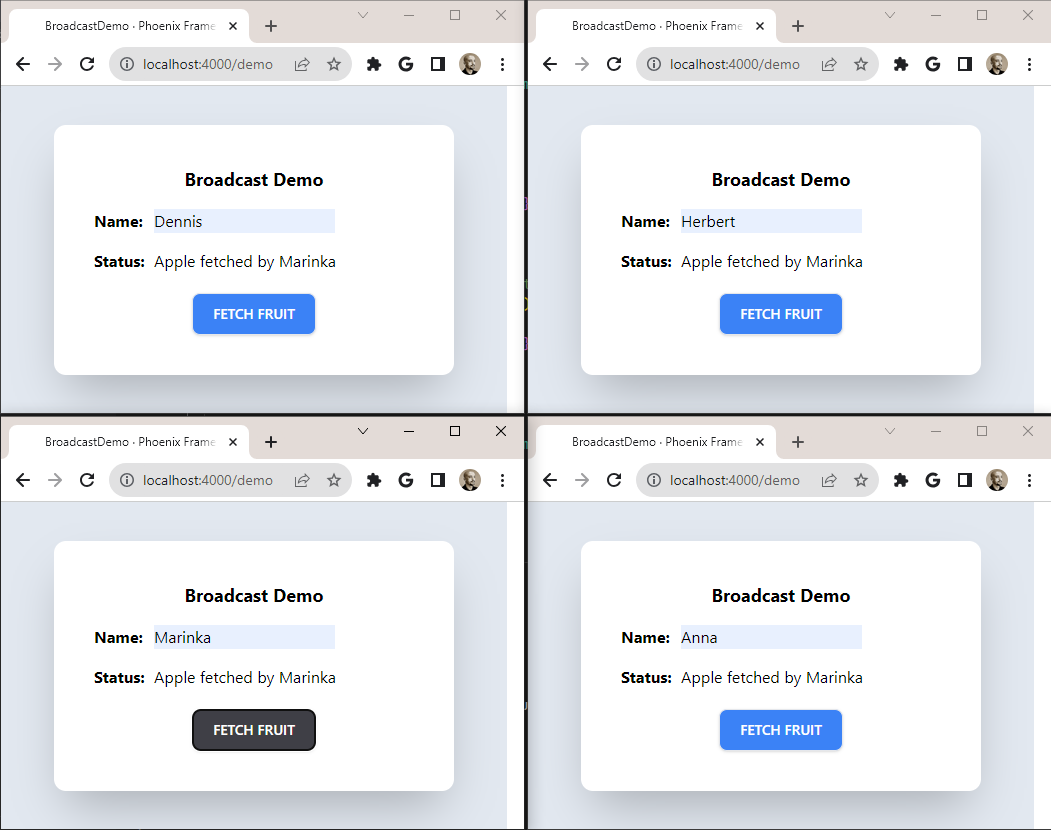 BroadcastDemo · Phoenix Frame
localhost:4000/demo
Broadcast Demo
Name: Dennis
Status: Apple fetched by Marinka
FETCH FRUIT
BroadcastDemo · Phoenix Frame
localhost:4000/demo
Broadcast Demo
Name: Herbert
Status: Apple fetched by Marinka
FETCH FRUIT
BroadcastDemo · Phoenix Frame
localhost:4000/demo
Broadcast Demo
Name: Marinka
Status: Apple fetched by Marinka
FETCH FRUIT
BroadcastDemo · Phoenix Frame
localhost:4000/demo
Broadcast Demo
Name: Anna
Status: Apple fetched by Marinka
FETCH FRUIT